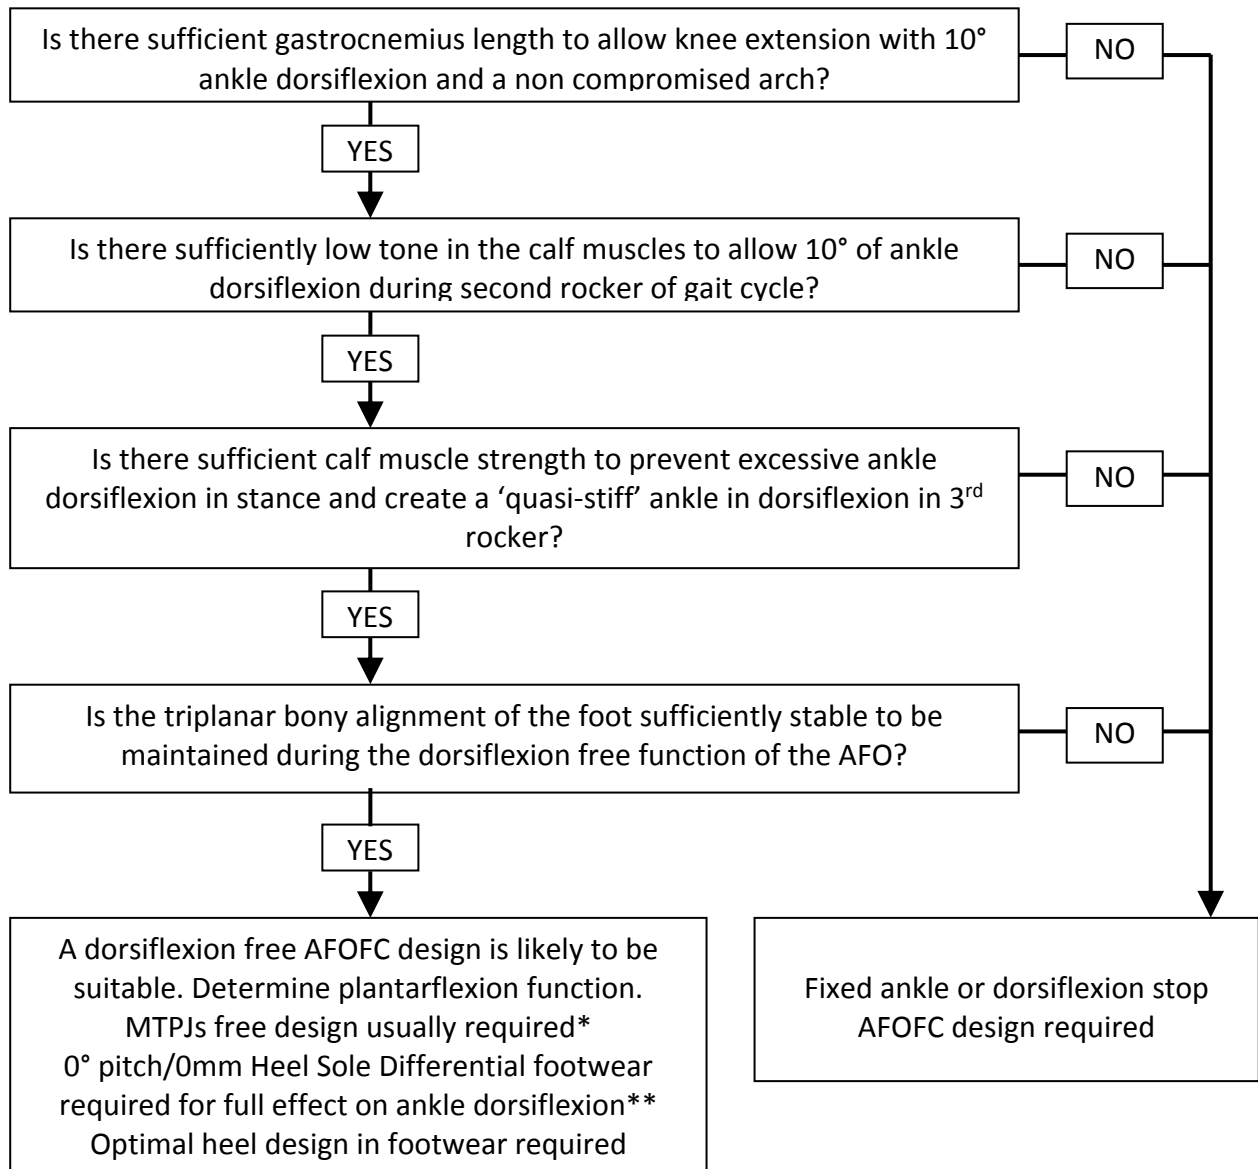 Is there sufficient gastrocnemius length to allow knee extension with 10°
ankle dorsiflexion and a non compromised arch?
NO
YES
Is there sufficiently low tone in the calf muscles to allow 10° of ankle
dorsiflexion during second rocker of gait cycle?
NO
YES
Is there sufficient calf muscle strength to prevent excessive ankle
dorsiflexion in stance and create a ‘quasi-stiff’ ankle in dorsiflexion in 3rd
rocker?
NO
YES
Is the triplanar bony alignment of the foot sufficiently stable to be
maintained during the dorsiflexion free function of the AFO?
NO
YES
A dorsiflexion free AFOFC design is likely to be
suitable. Determine plantarflexion function.
MTPJs free design usually required*
0° pitch/0mm Heel Sole Differential footwear
required for full effect on ankle dorsiflexion**
Optimal heel design in footwear required
Fixed ankle or dorsiflexion stop
AFOFC design required